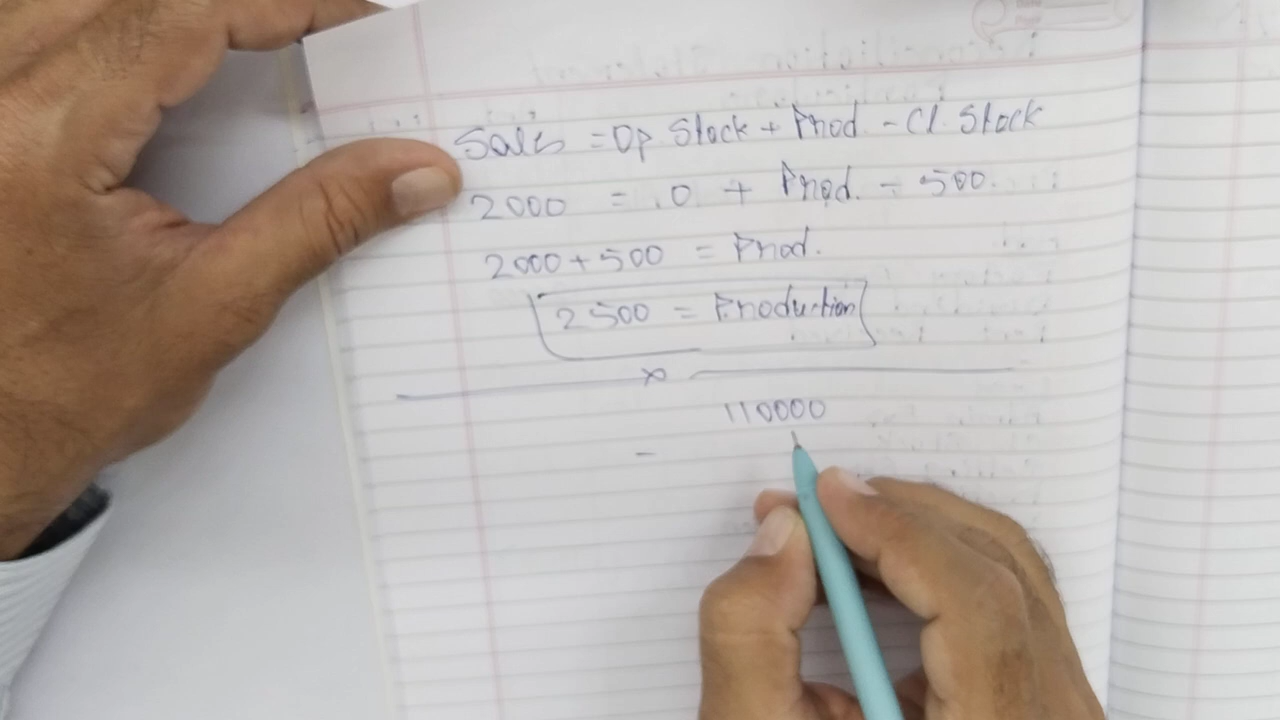 Sales = Op Stock + Prod. - Cl. Stock
2000 = 0 + Prod. - 500
2000 + 500 = Prod.
2500 = Production
x
110000
-